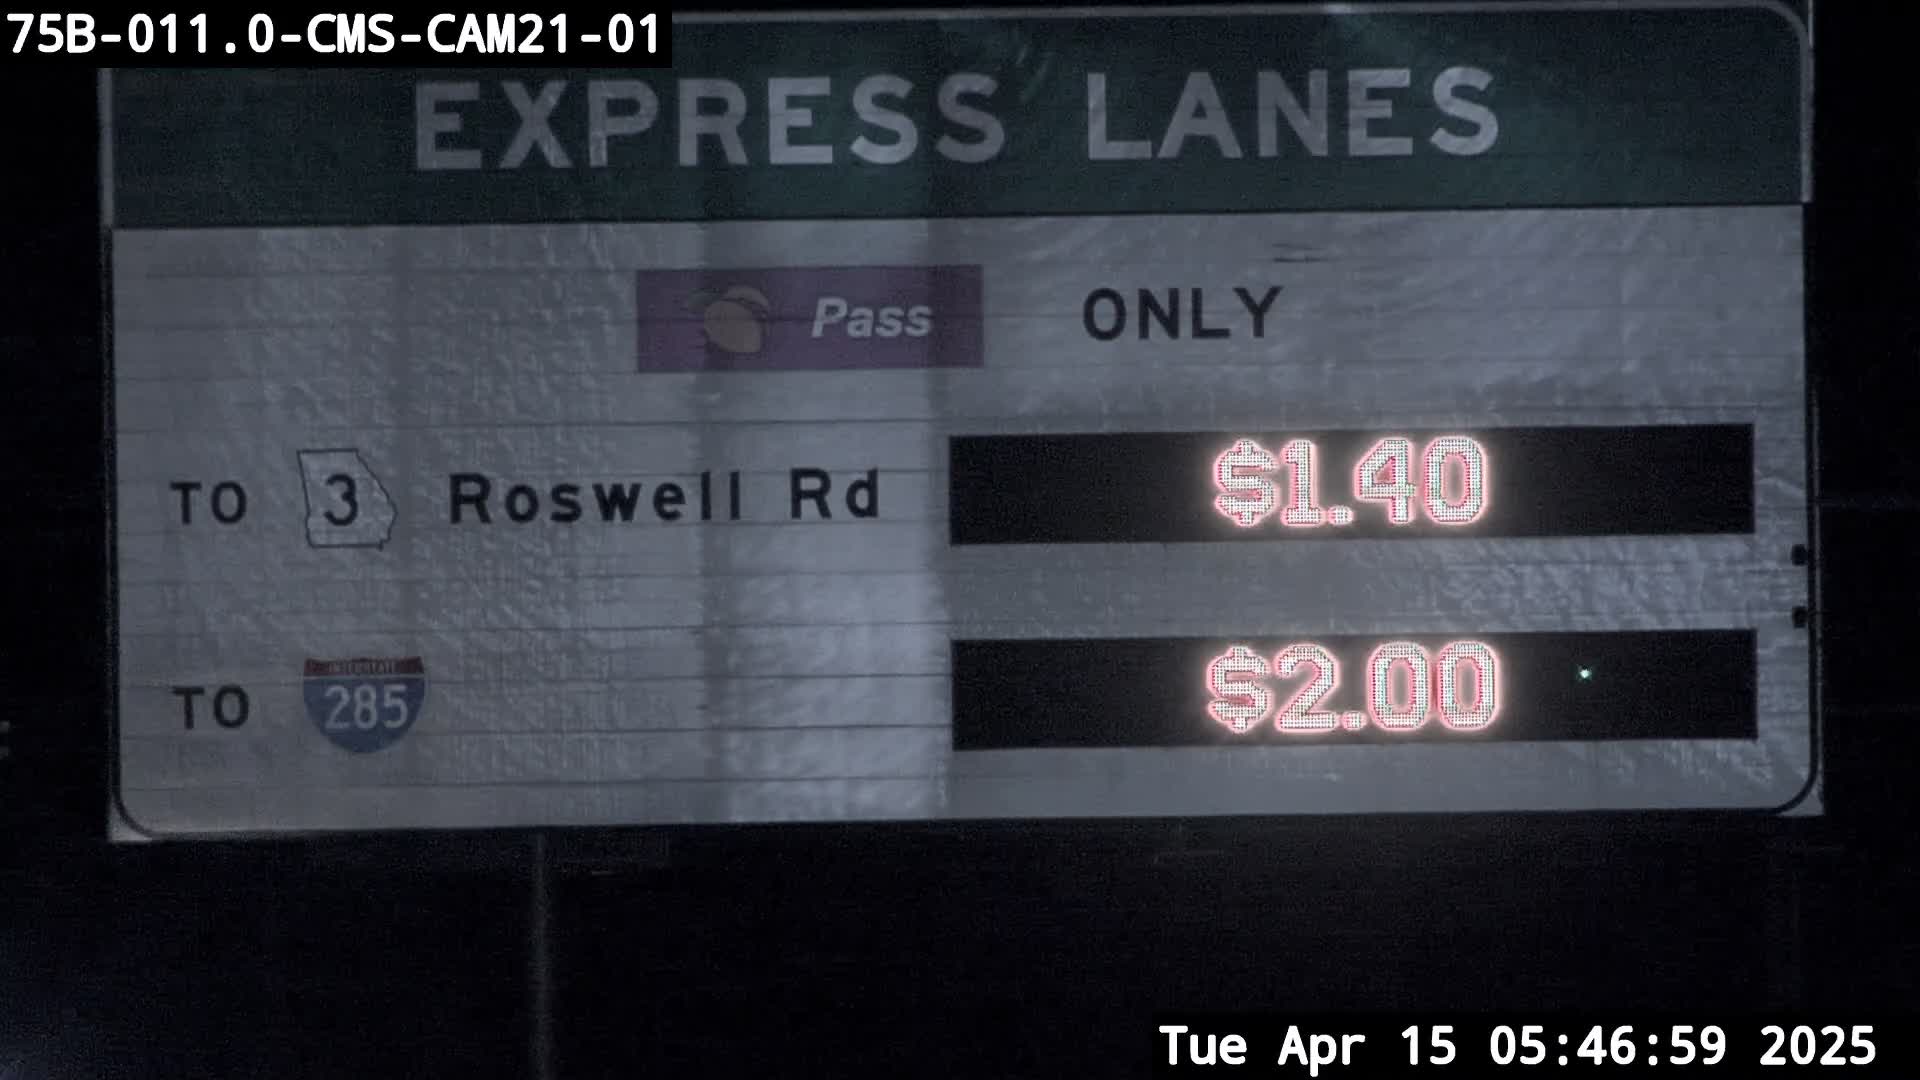 75B-011.0-CMS-CAM21-01
EXPRESS LANES
Pass ONLY
TO 3 Roswell Rd $1.40
TO INTERSTATE 285 $2.00
Tue Apr 15 05:46:59 2025